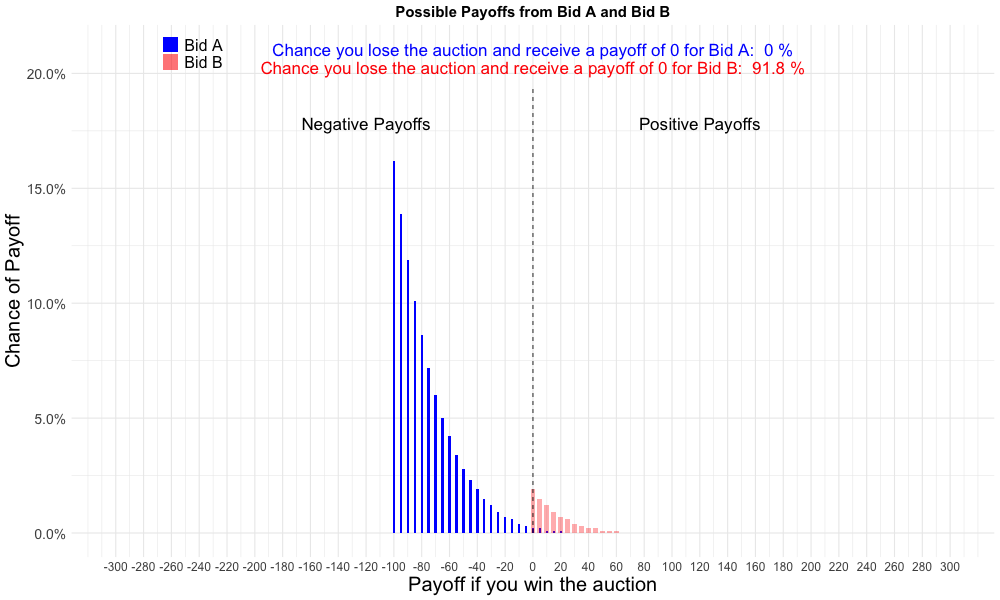 Possible Payoffs from Bid A and Bid B
Bid A
Bid B
Chance you lose the auction and receive a payoff of 0 for Bid A:  0 %
Chance you lose the auction and receive a payoff of 0 for Bid B:  91.8 %
Negative Payoffs
Positive Payoffs
Chance of Payoff
20.0%
15.0%
10.0%
5.0%
0.0%
-300 -280 -260 -240 -220 -200 -180 -160 -140 -120 -100 -80 -60 -40 -20 0 20 40 60 80 100 120 140 160 180 200 220 240 260 280 300
Payoff if you win the auction